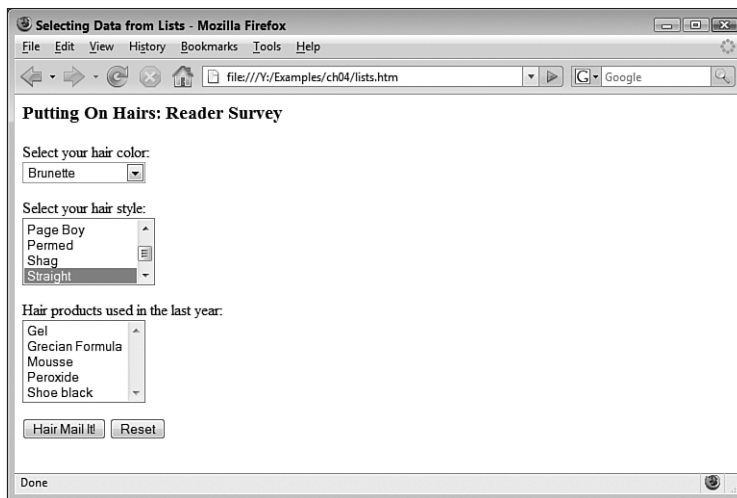 Selecting Data from Lists - Mozilla Firefox
File Edit View History Bookmarks Tools Help
file:///Y:/Examples/ch04/lists.htm
G Google
Putting On Hairs: Reader Survey
Select your hair color:
Brunette
Select your hair style:
Page Boy
Permed
Shag
Straight
Hair products used in the last year:
Gel
Grecian Formula
Mousse
Peroxide
Shoe black
Hair Mail It!
Reset
Done